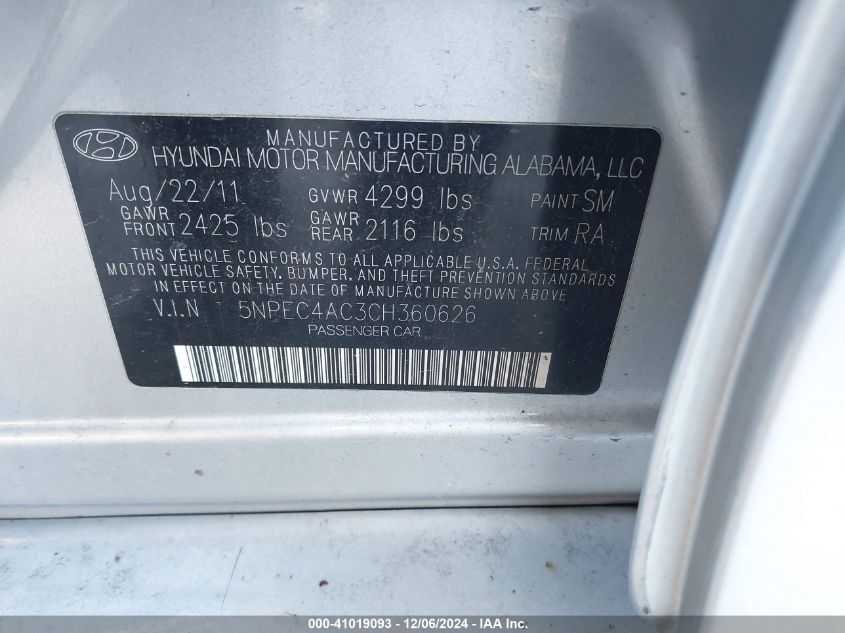 MANUFACTURED BY
HYUNDAI MOTOR MANUFACTURING ALABAMA, LLC
Aug/22/11 GVWR 4299 lbs PAINT SM
GAWR FRONT 2425 lbs GAWR REAR 2116 lbs TRIM RA
THIS VEHICLE CONFORMS TO ALL APPLICABLE U.S.A. FEDERAL
MOTOR VEHICLE SAFETY, BUMPER, AND THEFT PREVENTION STANDARDS
IN EFFECT ON THE DATE OF MANUFACTURE SHOWN ABOVE
V.I.N 5NPEC4AC3CH360626
PASSENGER CAR
000-41019093 - 12/06/2024 - IAA Inc.